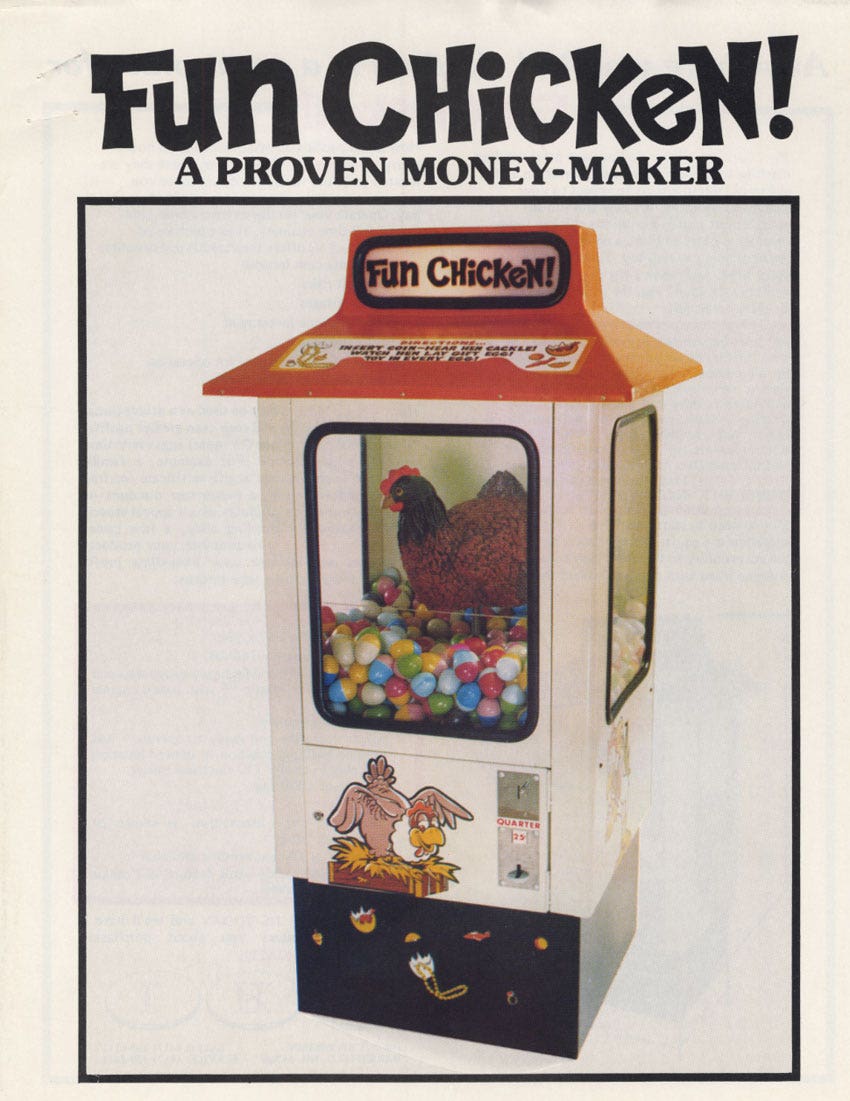 Fun CHicKeN!
A PROVEN MONEY-MAKER
Fun CHicKeN!
DIRECTIONS...
INSERT COIN-HEAR HER CACKLE!
WATCH HEN LAY GIFT EGG!
TOY IN EVERY EGG!
QUARTER
25¢